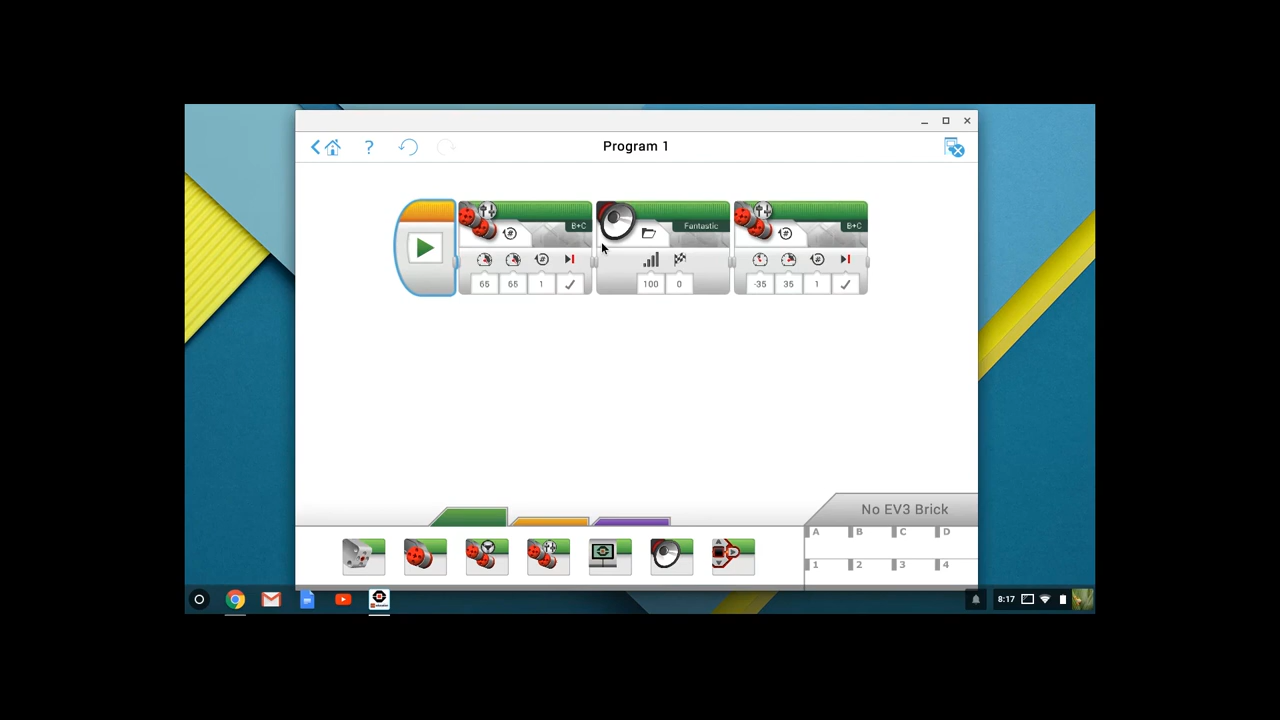 Program 1
B+C
Fantastic
B+C
65 65 1
100 0
-35 35 1
No EV3 Brick
A B C D
1 2 3 4
8:17